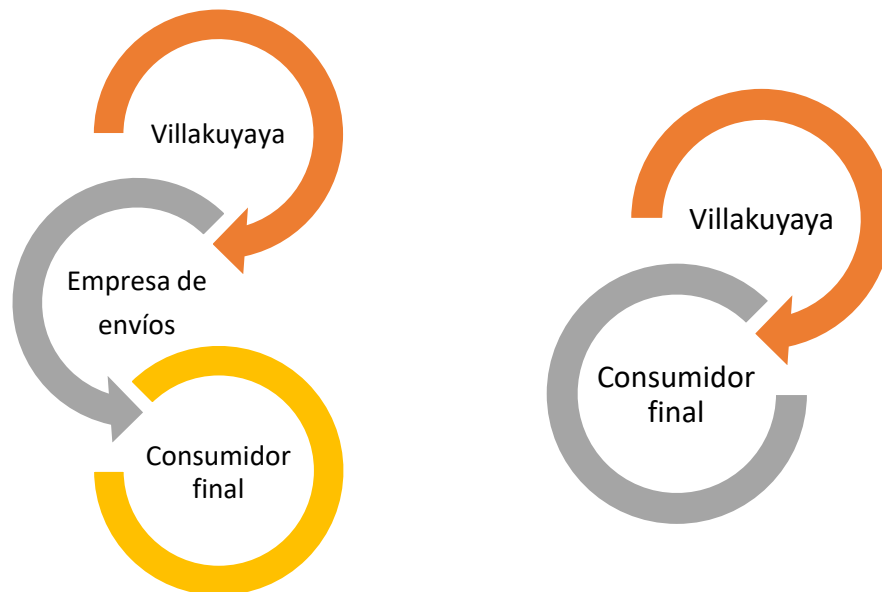 Villakuyaya
Empresa de
envíos
Consumidor
final
Villakuyaya
Consumidor
final